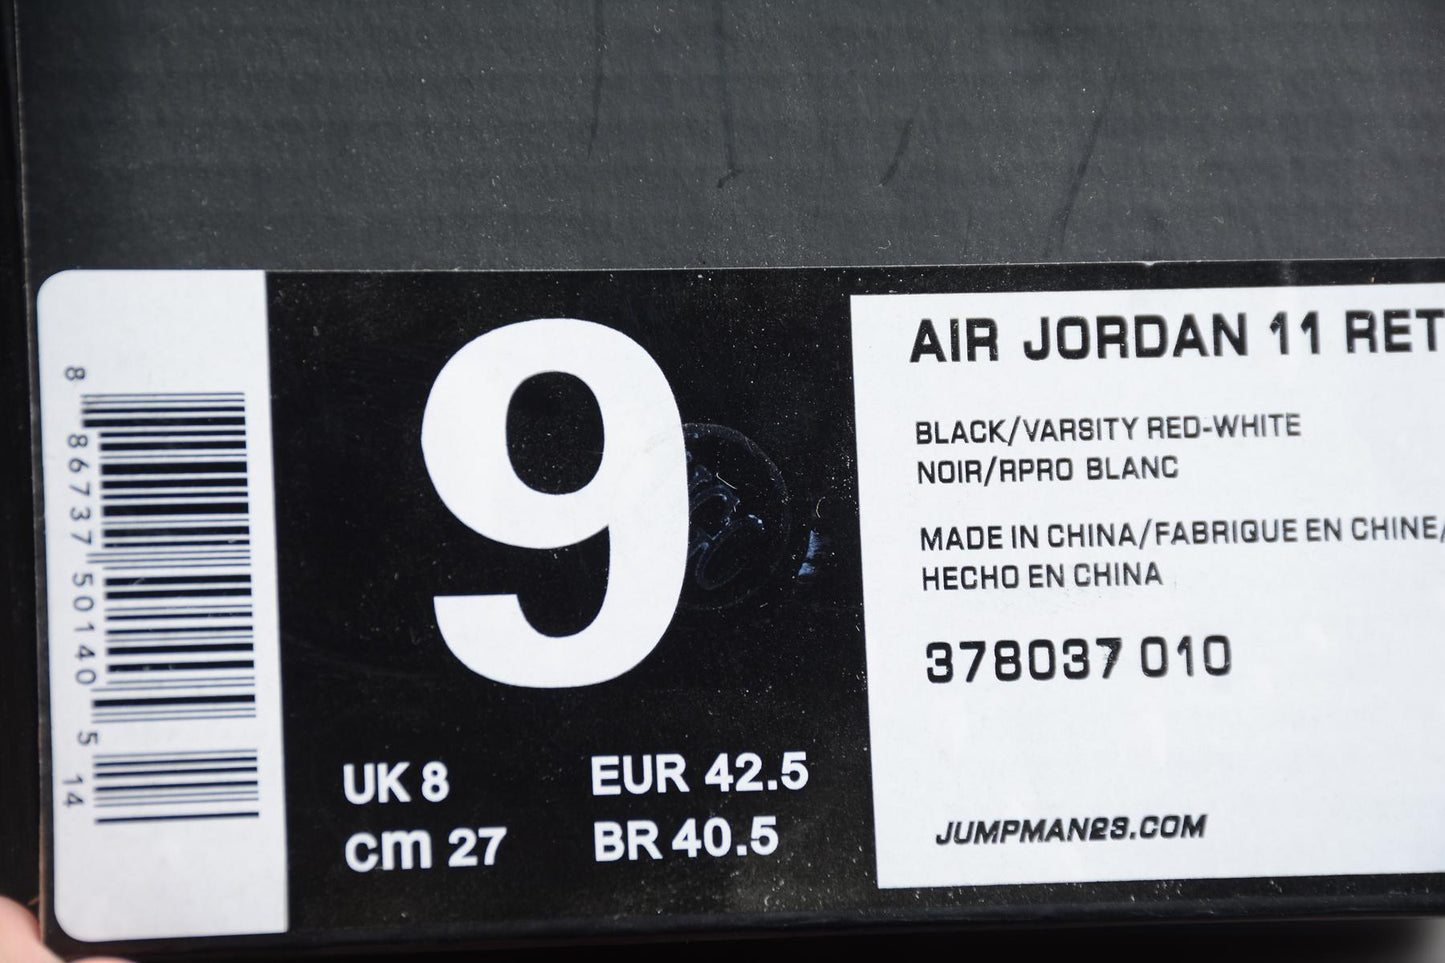 8 86737 50140 5 14
9
UK 8 EUR 42.5
cm 27 BR 40.5
AIR JORDAN 11 RET
BLACK/VARSITY RED-WHITE
NOIR/RPRO BLANC
MADE IN CHINA/FABRIQUE EN CHINE/
HECHO EN CHINA
378037 010
JUMPMAN23.COM